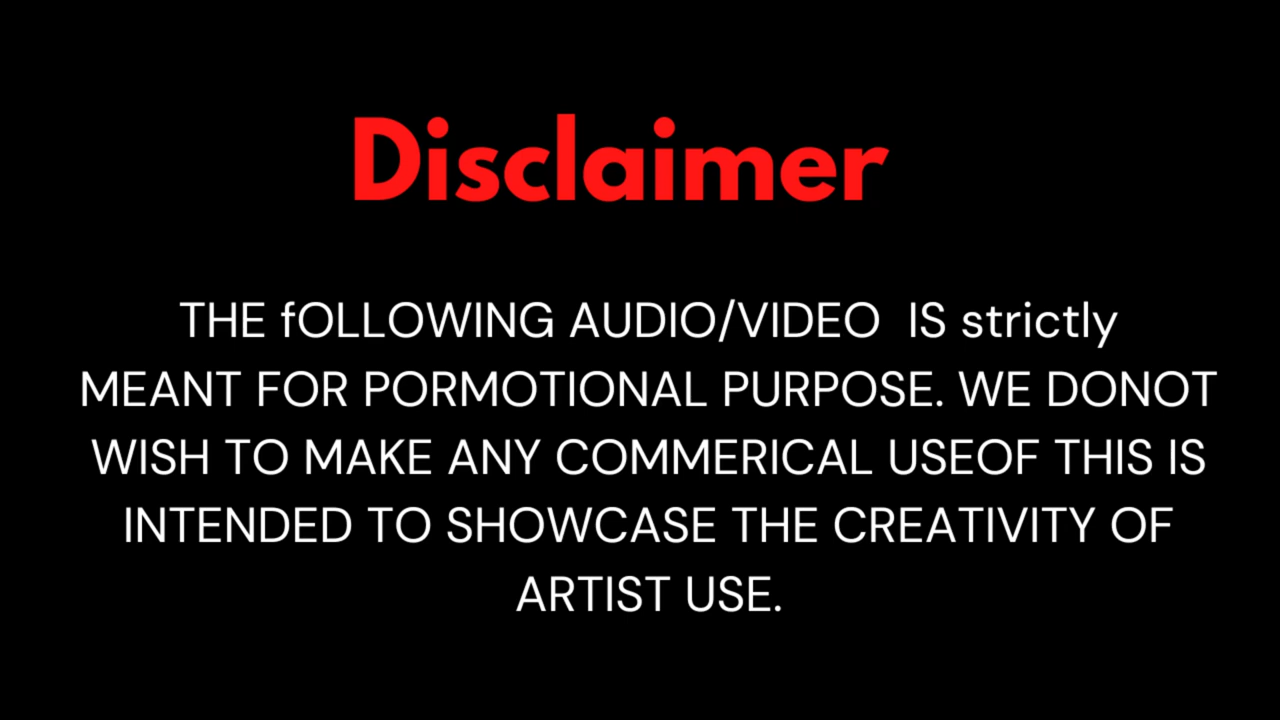 Disclaimer
THE fOLLOWING AUDIO/VIDEO  IS strictly
MEANT FOR PORMOTIONAL PURPOSE. WE DONOT
WISH TO MAKE ANY COMMERICAL USEOF THIS IS
INTENDED TO SHOWCASE THE CREATIVITY OF
ARTIST USE.